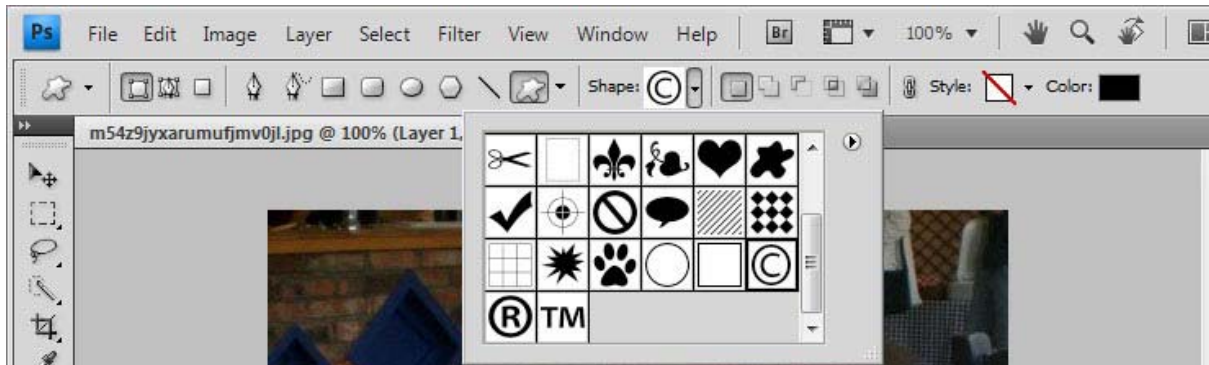 Ps File Edit Image Layer Select Filter View Window Help Br 100%
Shape: © Style: Color:
m54z9jyxarumufjmv0jl.jpg @ 100% (Layer 1,
©
® TM